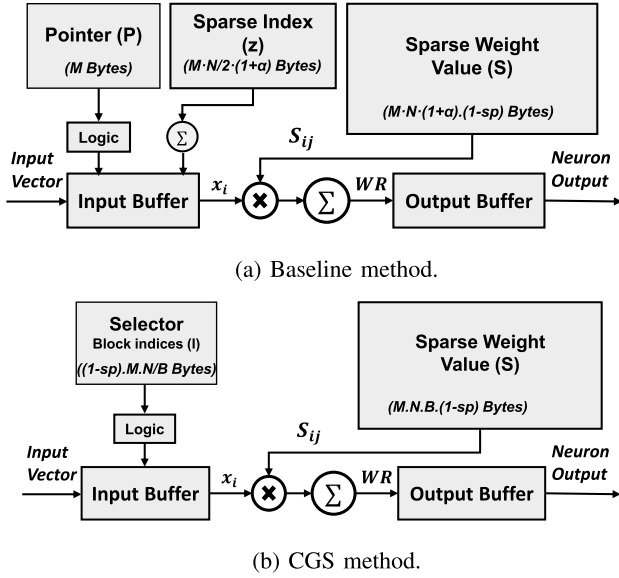 Pointer (P)
(M Bytes)
Sparse Index
(z)
(M·N/2·(1+α) Bytes)
Sparse Weight
Value (S)
(M·N·(1+α).(1-sp) Bytes)
Logic
Σ
Input
Vector
Input Buffer
x_i
S_ij
×
Σ
WR
Output Buffer
Neuron
Output
(a) Baseline method.
Selector
Block indices (I)
((1-sp).M.N/B Bytes)
Sparse Weight
Value (S)
(M.N.B.(1-sp) Bytes)
Logic
Input
Vector
Input Buffer
x_i
S_ij
×
Σ
WR
Output Buffer
Neuron
Output
(b) CGS method.